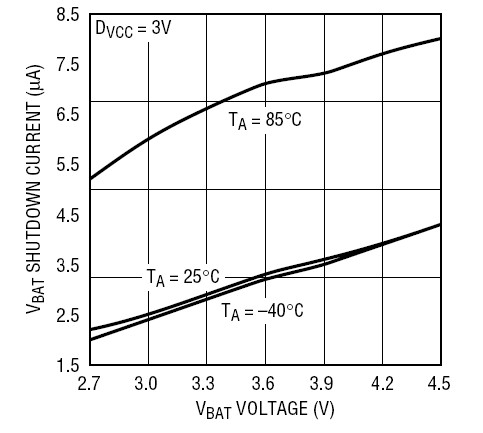 8.5
DVCC = 3V
7.5
6.5
TA = 85°C
5.5
4.5
3.5
TA = 25°C
2.5
TA = –40°C
1.5
2.7 3.0 3.3 3.6 3.9 4.2 4.5
VBAT VOLTAGE (V)
VBAT SHUTDOWN CURRENT (µA)